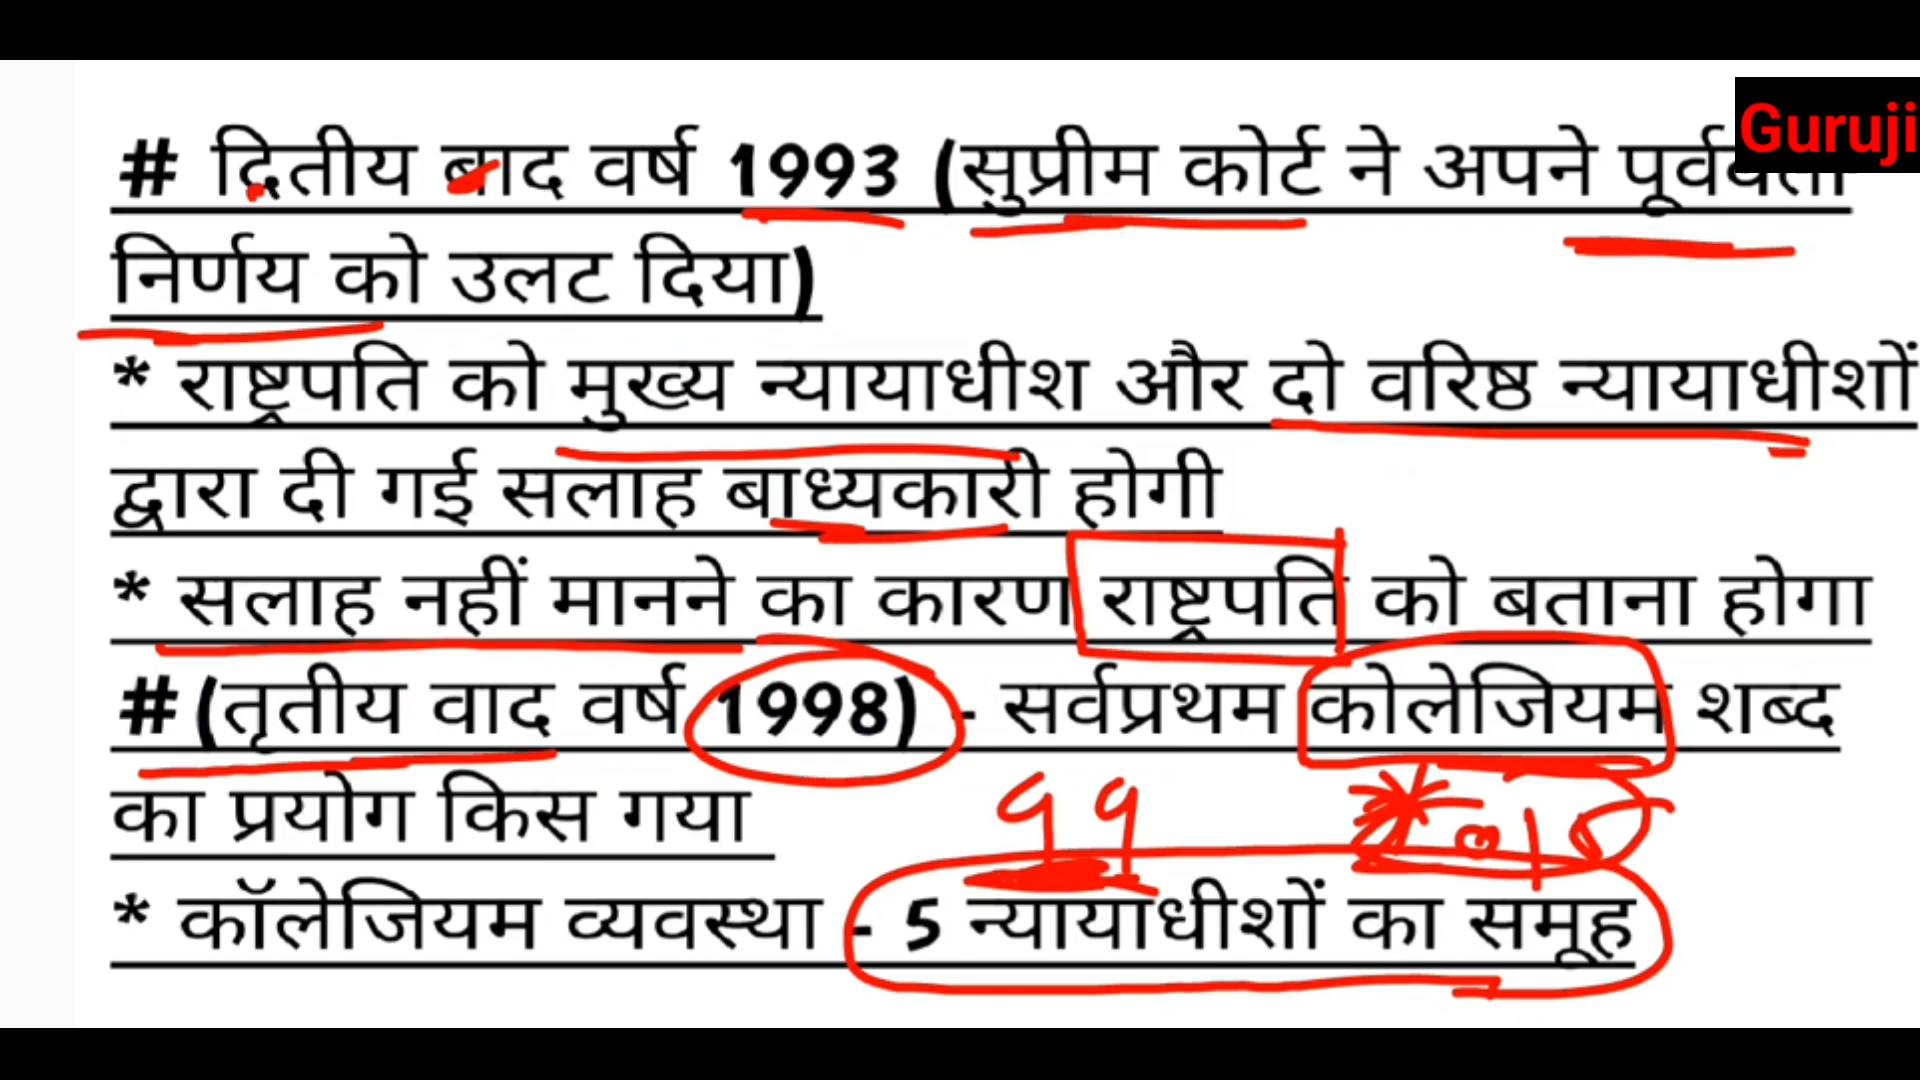 Guruji
# द्वितीय बाद वर्ष 1993 (सुप्रीम कोर्ट ने अपने
निर्णय को उलट दिया)
* राष्ट्रपति को मुख्य न्यायाधीश और दो वरिष्ठ न्यायाधीशों
द्वारा दी गई सलाह बाध्यकारी होगी
* सलाह नहीं मानने का कारण राष्ट्रपति को बताना होगा
# (तृतीय वाद वर्ष 1998) - सर्वप्रथम कोलेजियम शब्द
का प्रयोग किस गया
99
* कॉलेजियम व्यवस्था - 5 न्यायाधीशों का समूह